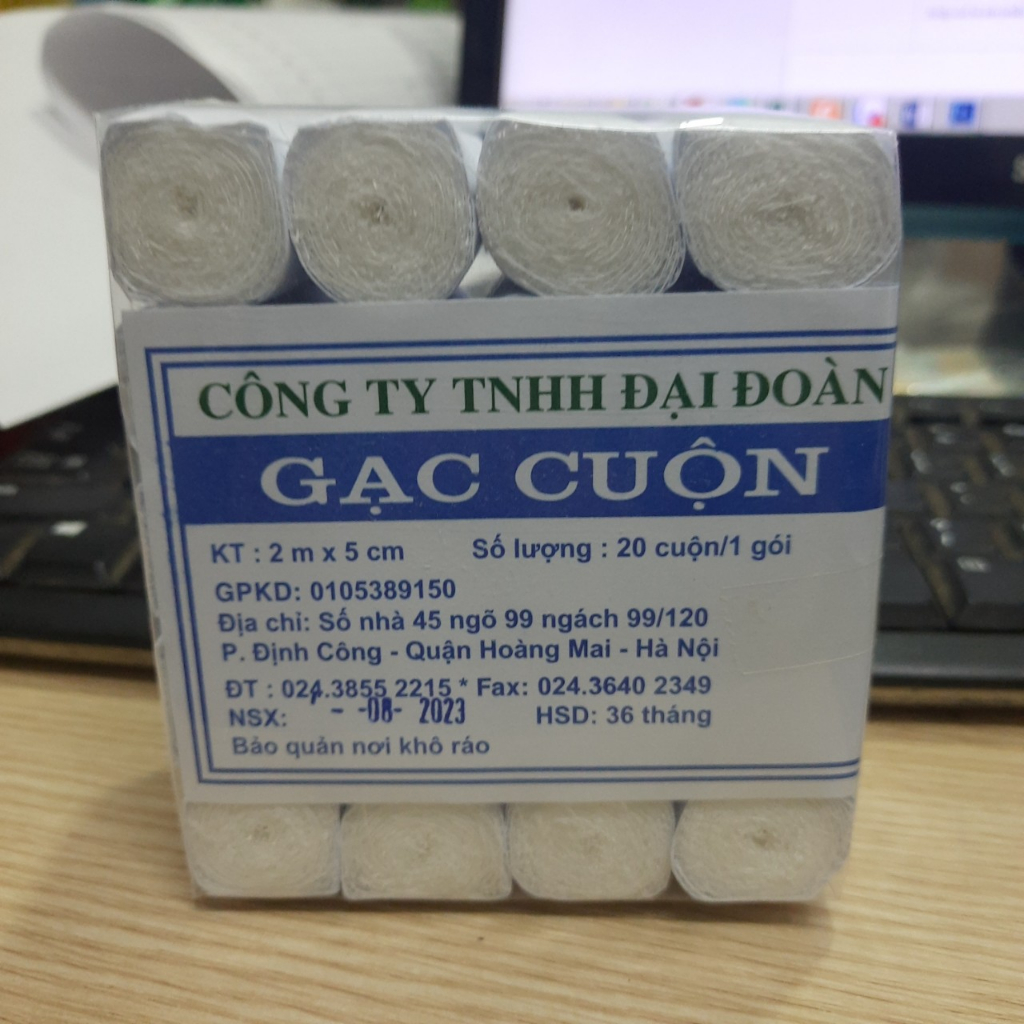 CÔNG TY TNHH ĐẠI ĐOÀN
GẠC CUỘN
KT : 2 m x 5 cm Số lượng : 20 cuộn/1 gói
GPKD: 0105389150
Địa chỉ: Số nhà 45 ngõ 99 ngách 99/120
P. Định Công - Quận Hoàng Mai - Hà Nội
ĐT : 024.3855 2215 * Fax: 024.3640 2349
NSX: -08- 2023 HSD: 36 tháng
Bảo quản nơi khô ráo